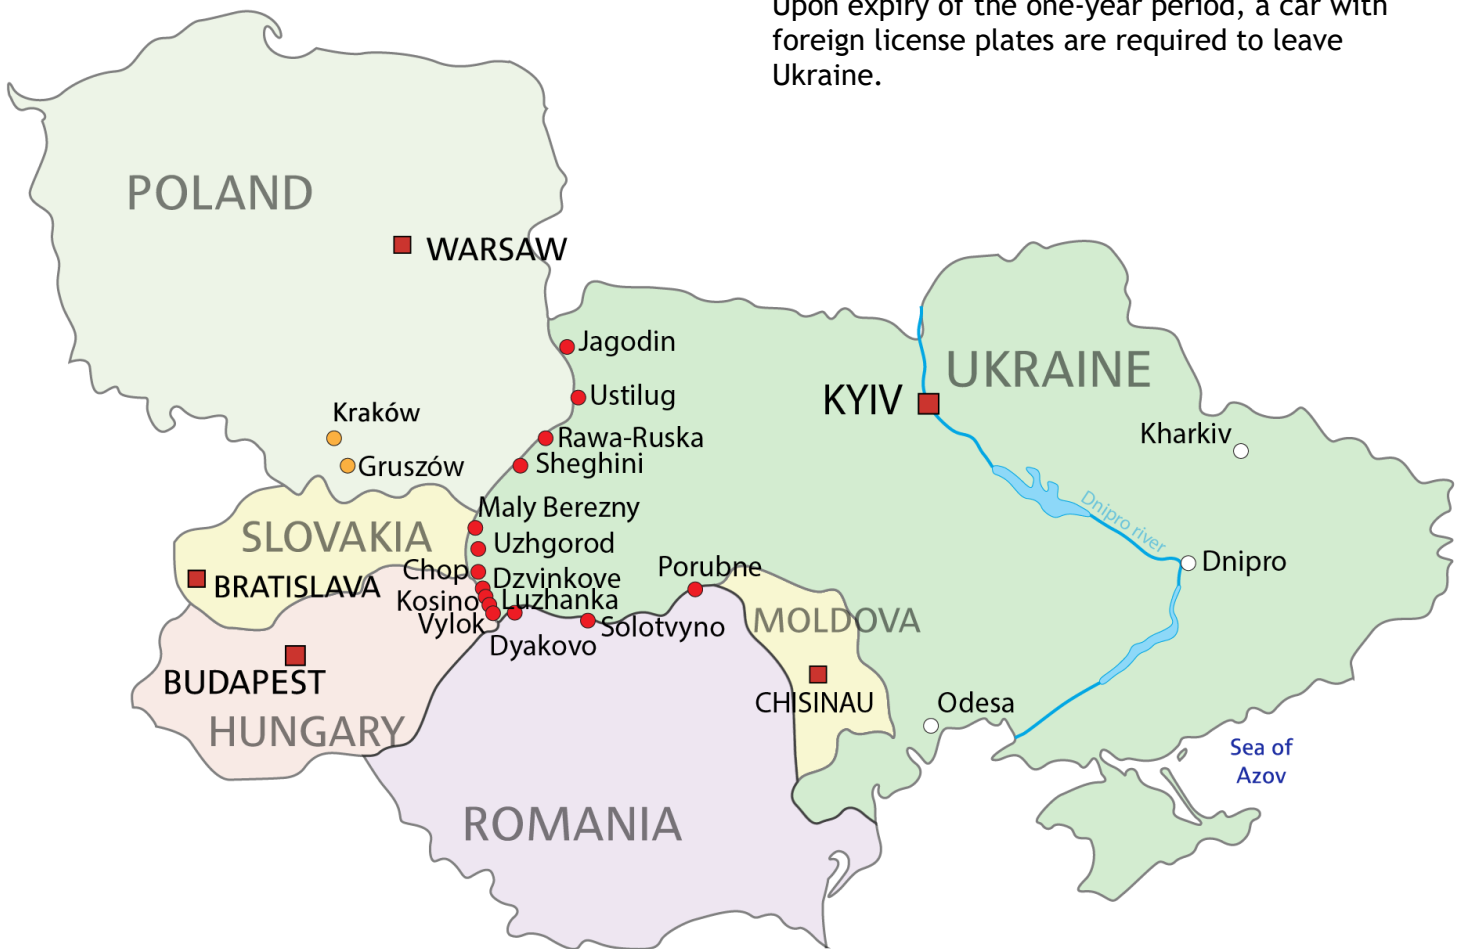 Upon expiry of the one-year period, a car with
foreign license plates are required to leave
Ukraine.
POLAND
WARSAW
Jagodin
UKRAINE
KYIV
Ustilug
Kraków
Rawa-Ruska
Kharkiv
Gruszów
Sheghini
Maly Berezny
Dnipro river
SLOVAKIA
Uzhgorod
Dnipro
Chop
Dzvinkove
Porubne
BRATISLAVA
Kosino
Luzhanka
Vylok
Solotvyno
MOLDOVA
Dyakovo
BUDAPEST
CHISINAU
Odesa
HUNGARY
Sea of
Azov
ROMANIA